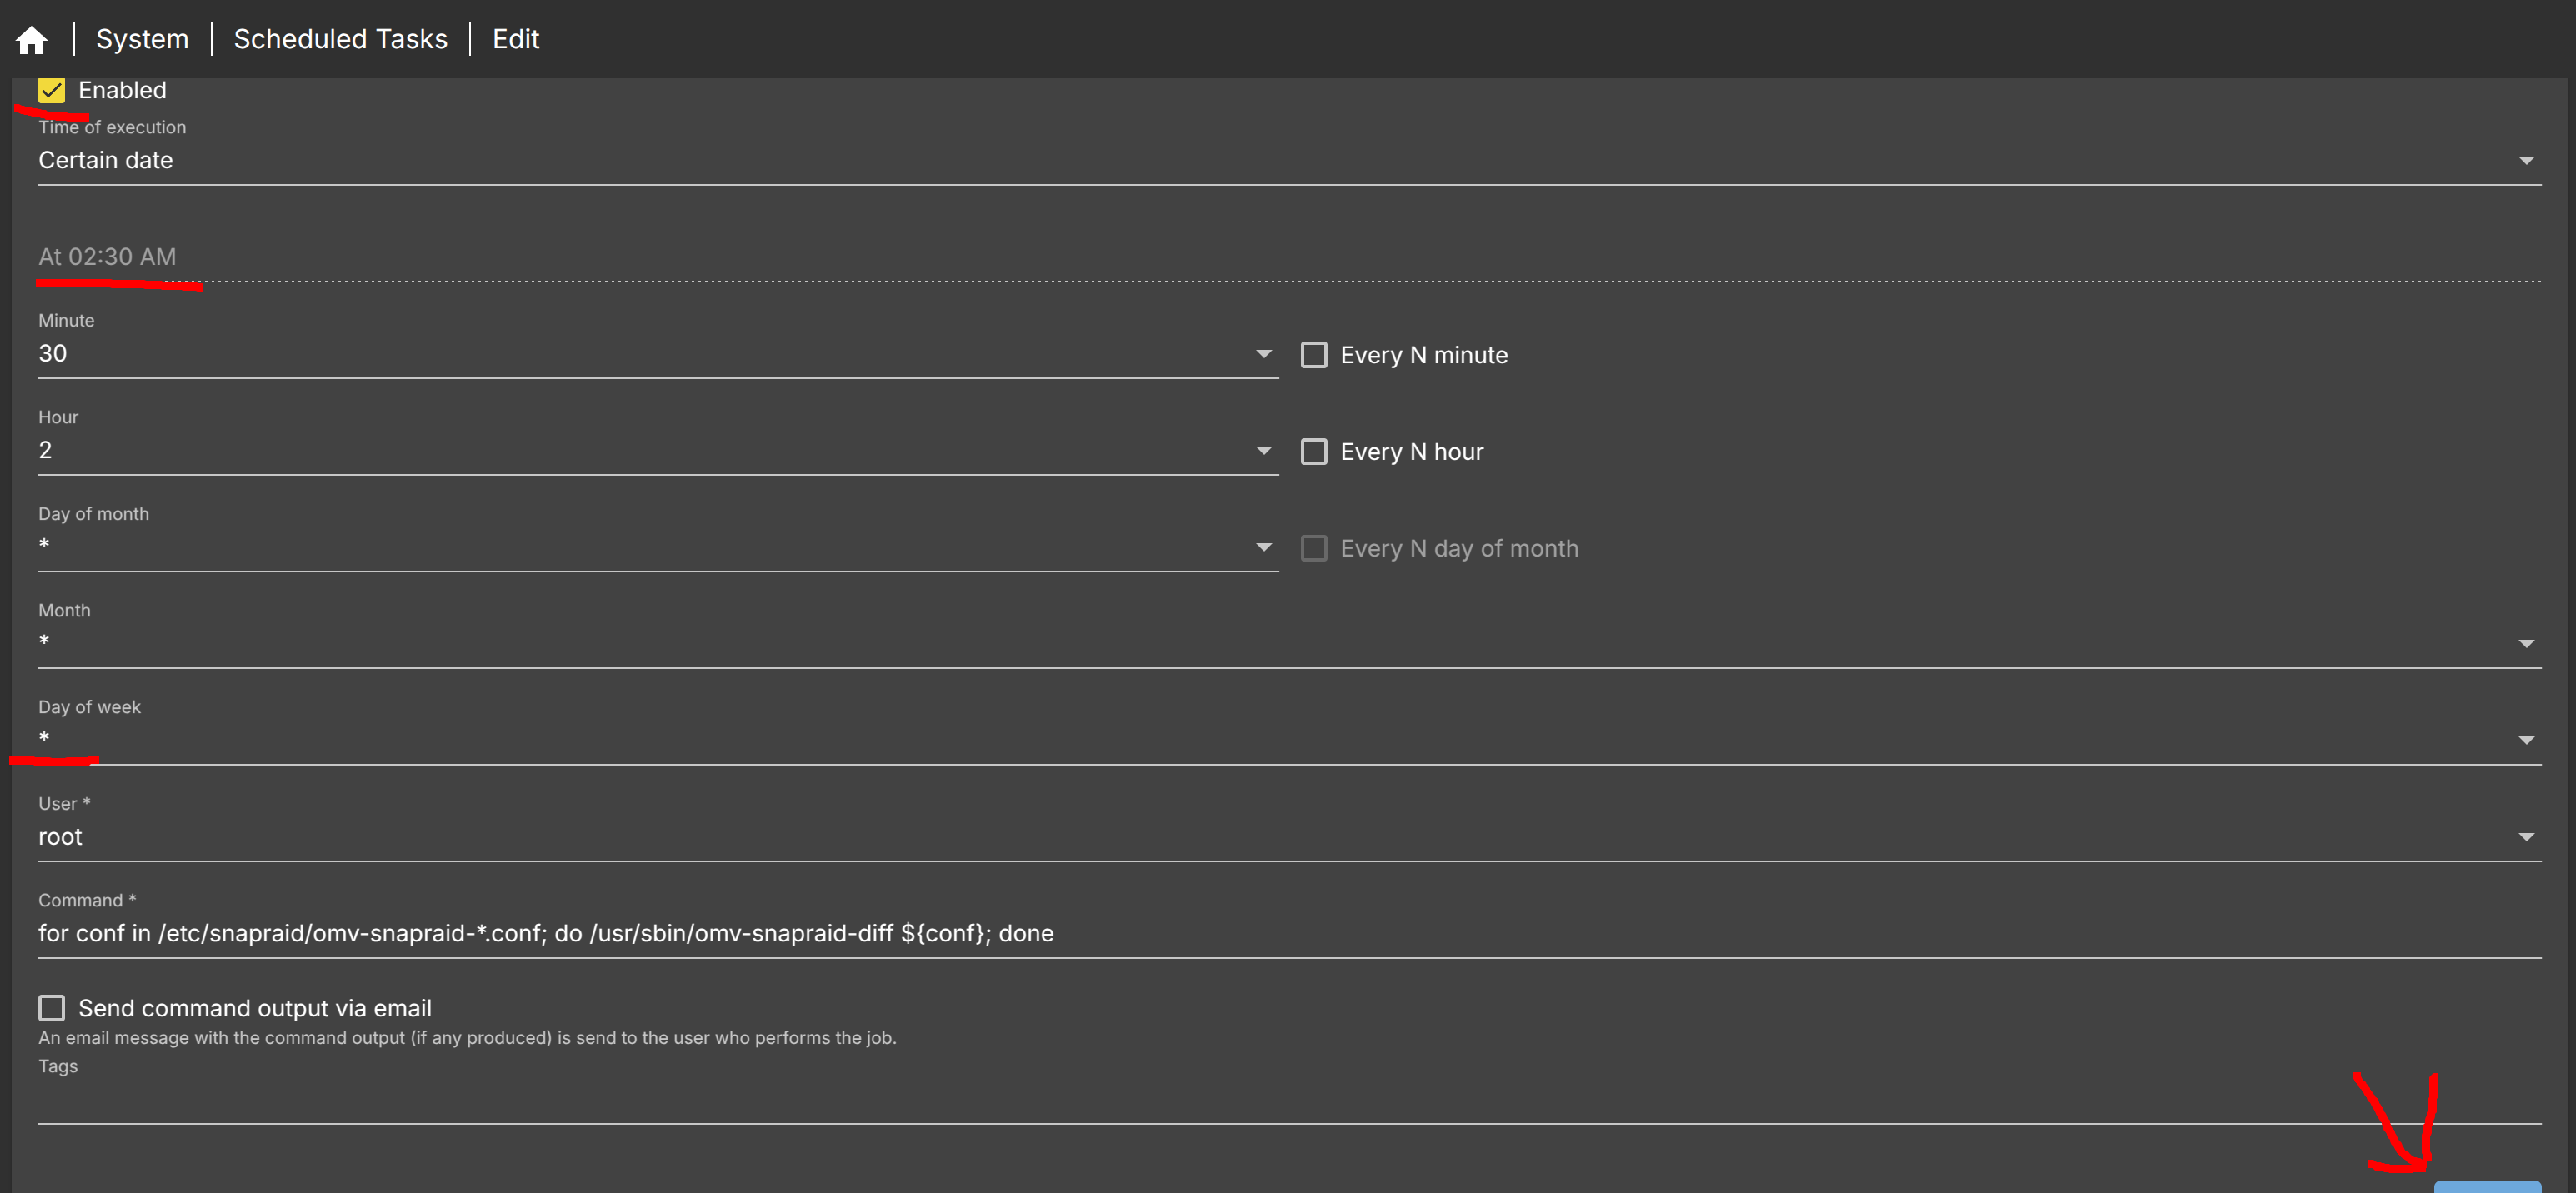 System | Scheduled Tasks | Edit
Enabled
Time of execution
Certain date
At 02:30 AM
Minute
30
Every N minute
Hour
2
Every N hour
Day of month
*
Every N day of month
Month
*
Day of week
*
User *
root
Command *
for conf in /etc/snapraid/omv-snapraid-*.conf; do /usr/sbin/omv-snapraid-diff ${conf}; done
Send command output via email
An email message with the command output (if any produced) is send to the user who performs the job.
Tags